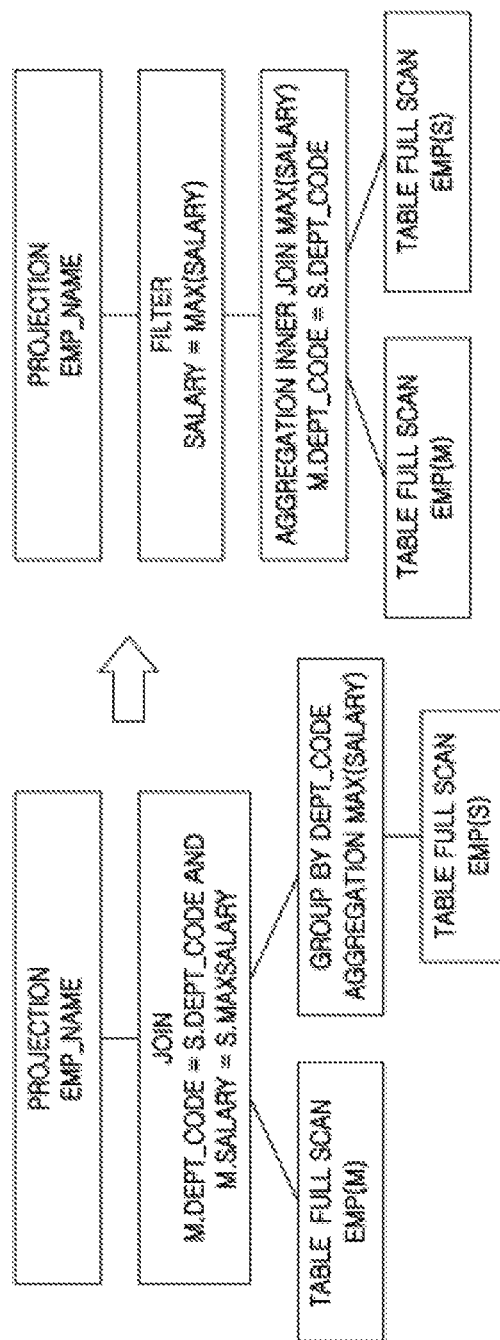 PROJECTION
EMP_NAME
JOIN
M.DEPT_CODE = S.DEPT_CODE AND
M.SALARY = S.MAXSALARY
TABLE FULL SCAN
EMP(M)
GROUP BY DEPT_CODE
AGGREGATION MAX(SALARY)
TABLE FULL SCAN
EMP(S)
PROJECTION
EMP_NAME
FILTER
SALARY = MAX(SALARY)
AGGREGATION INNER JOIN MAX(SALARY)
M.DEPT_CODE = S.DEPT_CODE
TABLE FULL SCAN
EMP(M)
TABLE FULL SCAN
EMP(S)